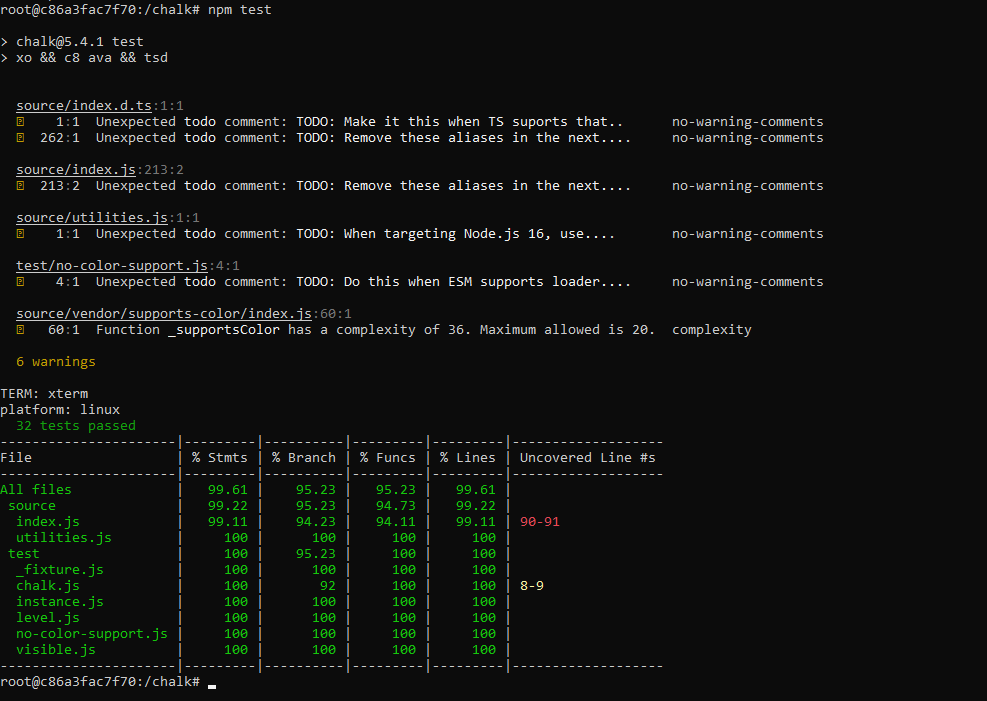 root@c86a3fac7f70:/chalk# npm test

> chalk@5.4.1 test
> xo && c8 ava && tsd

  source/index.d.ts:1:1
  ⍰    1:1  Unexpected todo comment: TODO: Make it this when TS suports that..      no-warning-comments
  ⍰  262:1  Unexpected todo comment: TODO: Remove these aliases in the next....     no-warning-comments

  source/index.js:213:2
  ⍰  213:2  Unexpected todo comment: TODO: Remove these aliases in the next....     no-warning-comments

  source/utilities.js:1:1
  ⍰    1:1  Unexpected todo comment: TODO: When targeting Node.js 16, use....       no-warning-comments

  test/no-color-support.js:4:1
  ⍰    4:1  Unexpected todo comment: TODO: Do this when ESM supports loader....     no-warning-comments

  source/vendor/supports-color/index.js:60:1
  ⍰   60:1  Function _supportsColor has a complexity of 36. Maximum allowed is 20.  complexity

  6 warnings

TERM: xterm
platform: linux
  32 tests passed
----------------------|---------|----------|---------|---------|-------------------
File                  | % Stmts | % Branch | % Funcs | % Lines | Uncovered Line #s
----------------------|---------|----------|---------|---------|-------------------
All files             |   99.61 |    95.23 |   95.23 |   99.61 |
 source               |   99.22 |    95.23 |   94.73 |   99.22 |
  index.js            |   99.11 |    94.23 |   94.11 |   99.11 | 90-91
  utilities.js        |     100 |      100 |     100 |     100 |
 test                 |     100 |    95.23 |     100 |     100 |
  _fixture.js         |     100 |      100 |     100 |     100 |
  chalk.js            |     100 |       92 |     100 |     100 | 8-9
  instance.js         |     100 |      100 |     100 |     100 |
  level.js            |     100 |      100 |     100 |     100 |
  no-color-support.js |     100 |      100 |     100 |     100 |
  visible.js          |     100 |      100 |     100 |     100 |
----------------------|---------|----------|---------|---------|-------------------
root@c86a3fac7f70:/chalk#